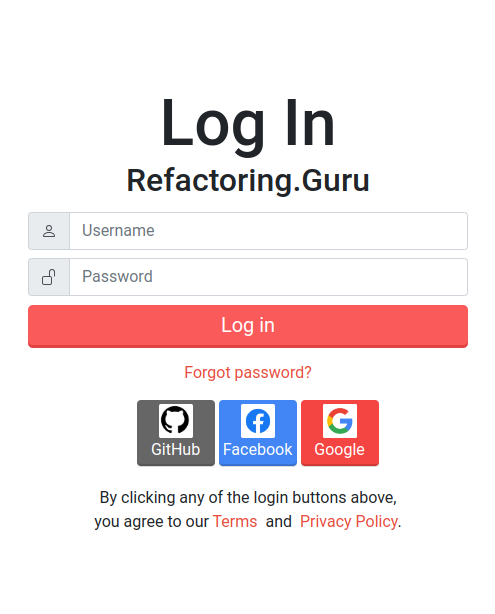 Log In
Refactoring.Guru
Username
Password
Log in
Forgot password?
GitHub Facebook Google
By clicking any of the login buttons above,
you agree to our Terms and Privacy Policy.